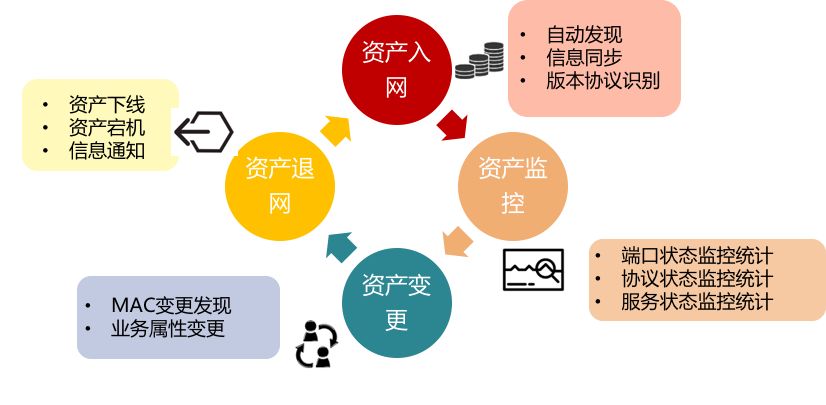 资产入
网
• 自动发现
• 信息同步
• 版本协议识别
• 资产下线
• 资产宕机
• 信息通知
资产退
网
资产监
控
• 端口状态监控统计
• 协议状态监控统计
• 服务状态监控统计
资产变
更
• MAC变更发现
• 业务属性变更